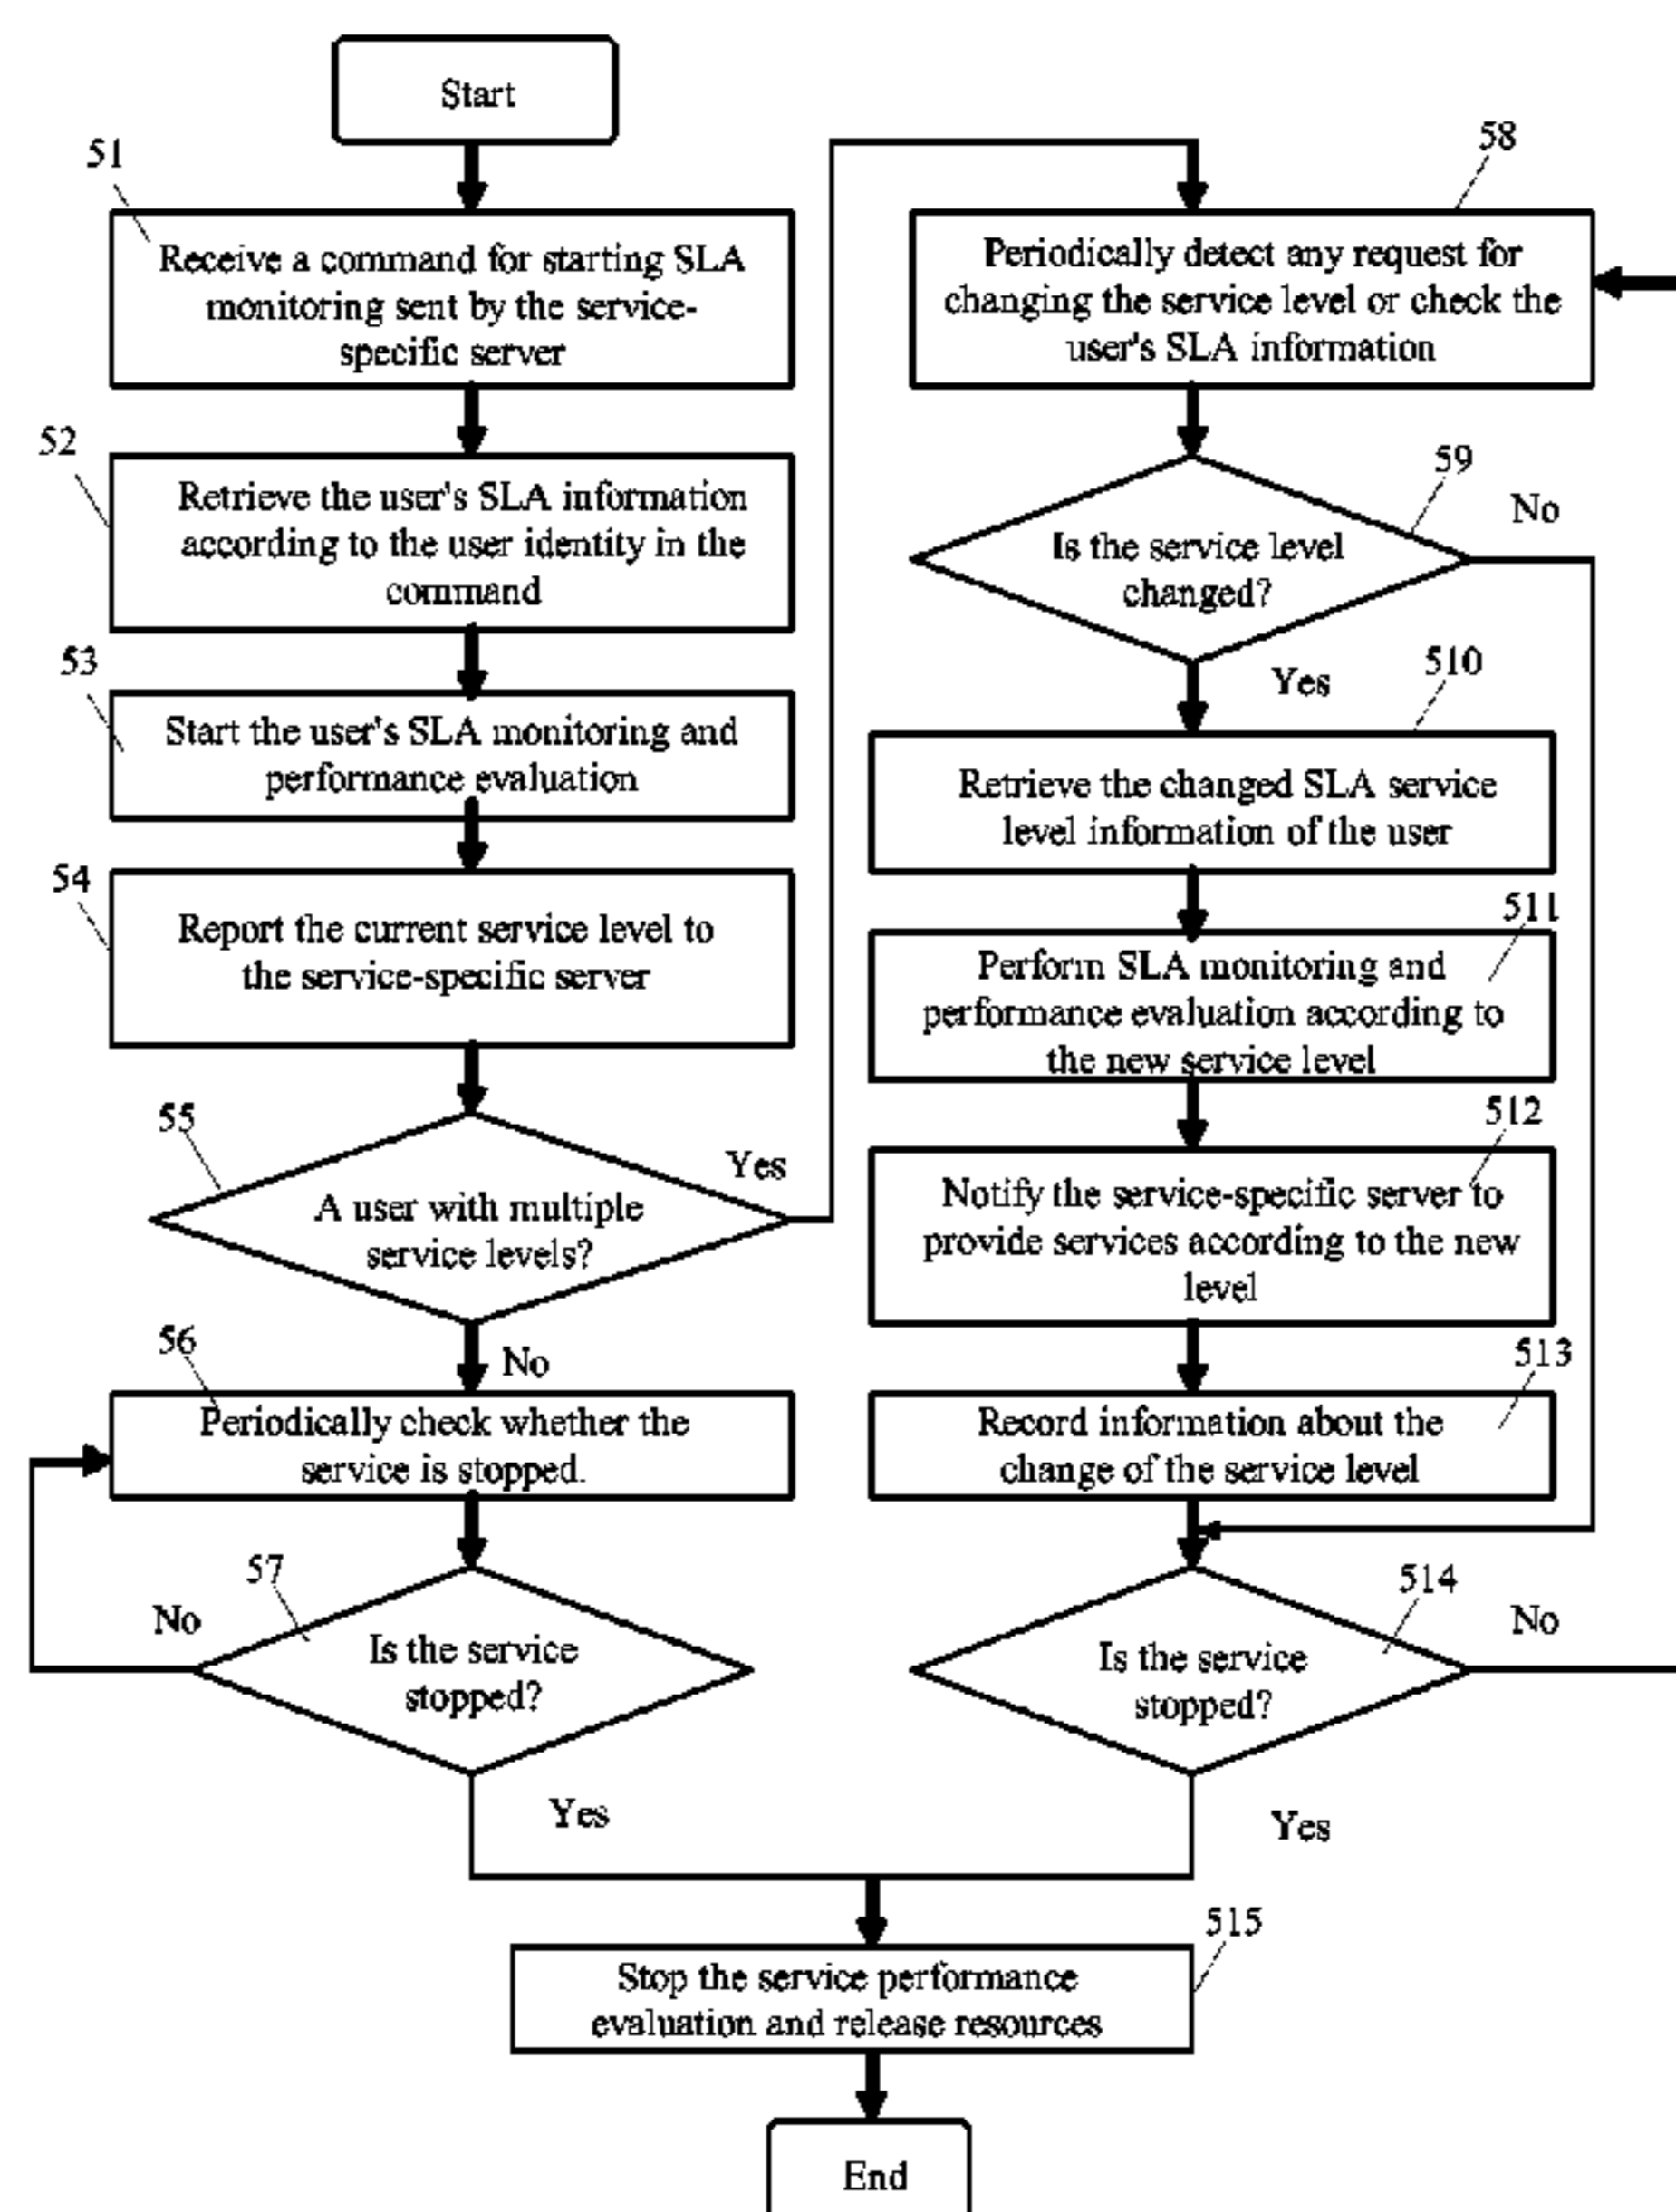 Start
51
Receive a command for starting SLA
monitoring sent by the service-
specific server
52
Retrieve the user's SLA information
according to the user identity in the
command
53
Start the user's SLA monitoring and
performance evaluation
54
Report the current service level to
the service-specific server
55
Yes
A user with multiple
service levels?
No
56
Periodically check whether the
service is stopped.
57
No
Is the service
stopped?
Yes
58
Periodically detect any request for
changing the service level or check the
user's SLA information
59
No
Is the service level
changed?
Yes
510
Retrieve the changed SLA service
level information of the user
511
Perform SLA monitoring and
performance evaluation according to
the new service level
512
Notify the service-specific server to
provide services according to the new
level
513
Record information about the
change of the service level
514
No
Is the service
stopped?
Yes
515
Stop the service performance
evaluation and release resources
End